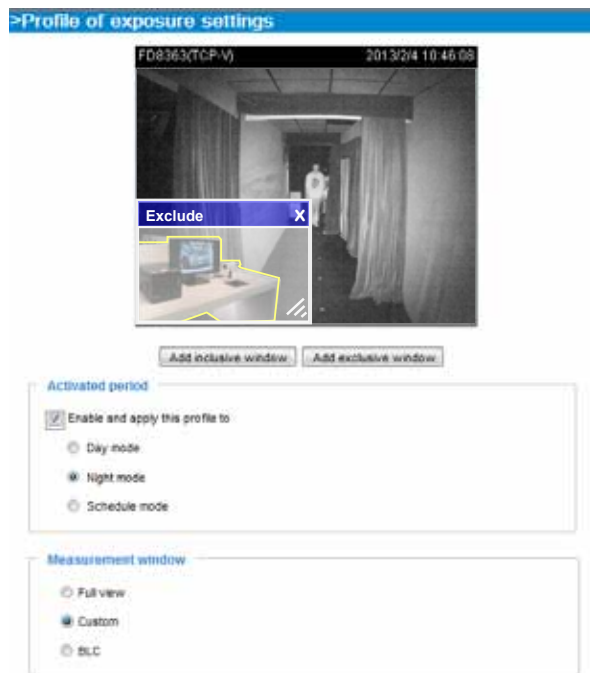 >Profile of exposure settings
FD8363(TCP-V) 2013/2/4 10:46:08
Exclude X
Add inclusive window Add exclusive window
Activated period
Enable and apply this profile to
Day mode
Night mode
Schedule mode
Measurement window
Full view
Custom
BLC